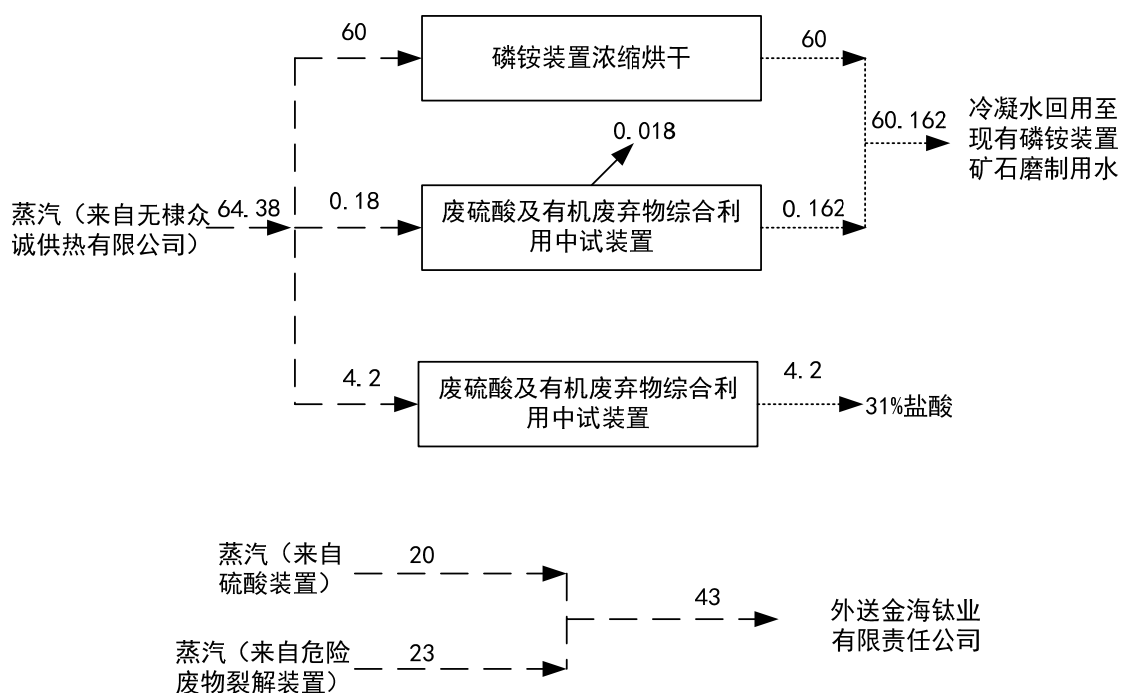 60
磷铵装置浓缩烘干
60
60.162
冷凝水回用至
现有磷铵装置
矿石磨制用水
0.018
蒸汽（来自无棣众
诚供热有限公司）
64.38
0.18
废硫酸及有机废弃物综合利
用中试装置
0.162
4.2
废硫酸及有机废弃物综合利
用中试装置
4.2
31%盐酸
蒸汽（来自
硫酸装置）
20
43
外送金海钛业
有限责任公司
蒸汽（来自危险
废物裂解装置）
23